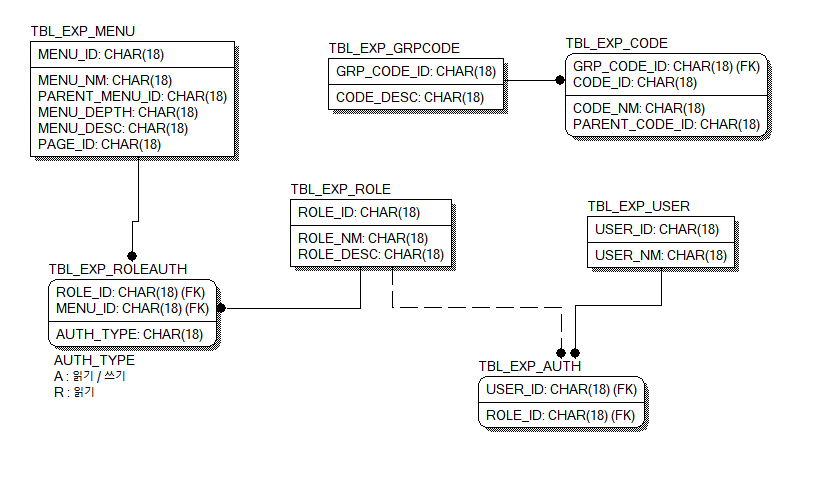 TBL_EXP_MENU
MENU_ID: CHAR(18)
MENU_NM: CHAR(18)
PARENT_MENU_ID: CHAR(18)
MENU_DEPTH: CHAR(18)
MENU_DESC: CHAR(18)
PAGE_ID: CHAR(18)
TBL_EXP_GRPCODE
GRP_CODE_ID: CHAR(18)
CODE_DESC: CHAR(18)
TBL_EXP_CODE
GRP_CODE_ID: CHAR(18) (FK)
CODE_ID: CHAR(18)
CODE_NM: CHAR(18)
PARENT_CODE_ID: CHAR(18)
TBL_EXP_ROLE
ROLE_ID: CHAR(18)
ROLE_NM: CHAR(18)
ROLE_DESC: CHAR(18)
TBL_EXP_USER
USER_ID: CHAR(18)
USER_NM: CHAR(18)
TBL_EXP_ROLEAUTH
ROLE_ID: CHAR(18) (FK)
MENU_ID: CHAR(18) (FK)
AUTH_TYPE: CHAR(18)
AUTH_TYPE
A : 읽기 / 쓰기
R : 읽기
TBL_EXP_AUTH
USER_ID: CHAR(18) (FK)
ROLE_ID: CHAR(18) (FK)